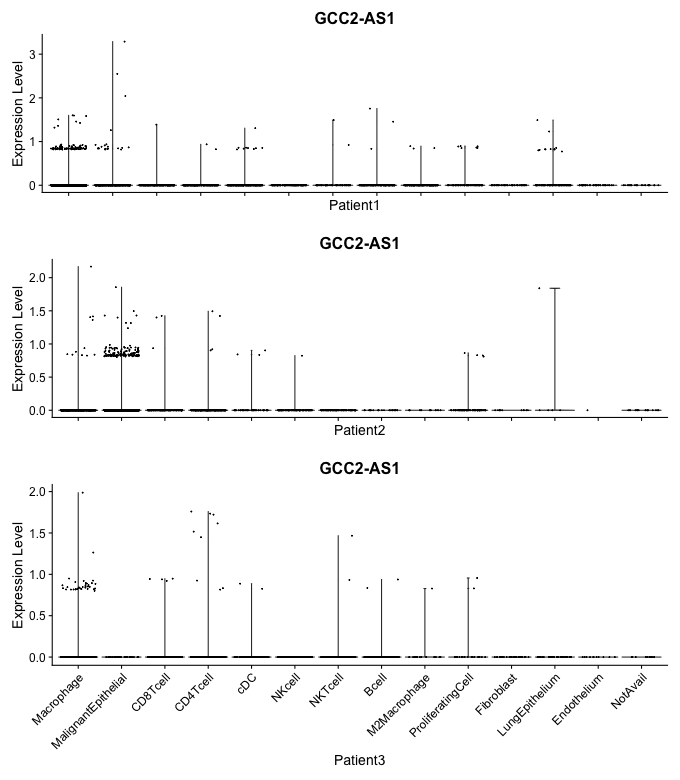 GCC2-AS1
Expression Level
3
2
1
0
Patient1
GCC2-AS1
Expression Level
2.0
1.5
1.0
0.5
0.0
Patient2
GCC2-AS1
Expression Level
2.0
1.5
1.0
0.5
0.0
Macrophage
MalignantEpithelial
CD8Tcell
CD4Tcell
cDC
NKcell
NKTcell
Bcell
M2Macrophage
ProliferatingCell
Fibroblast
LungEpithelium
Endothelium
NotAvail
Patient3